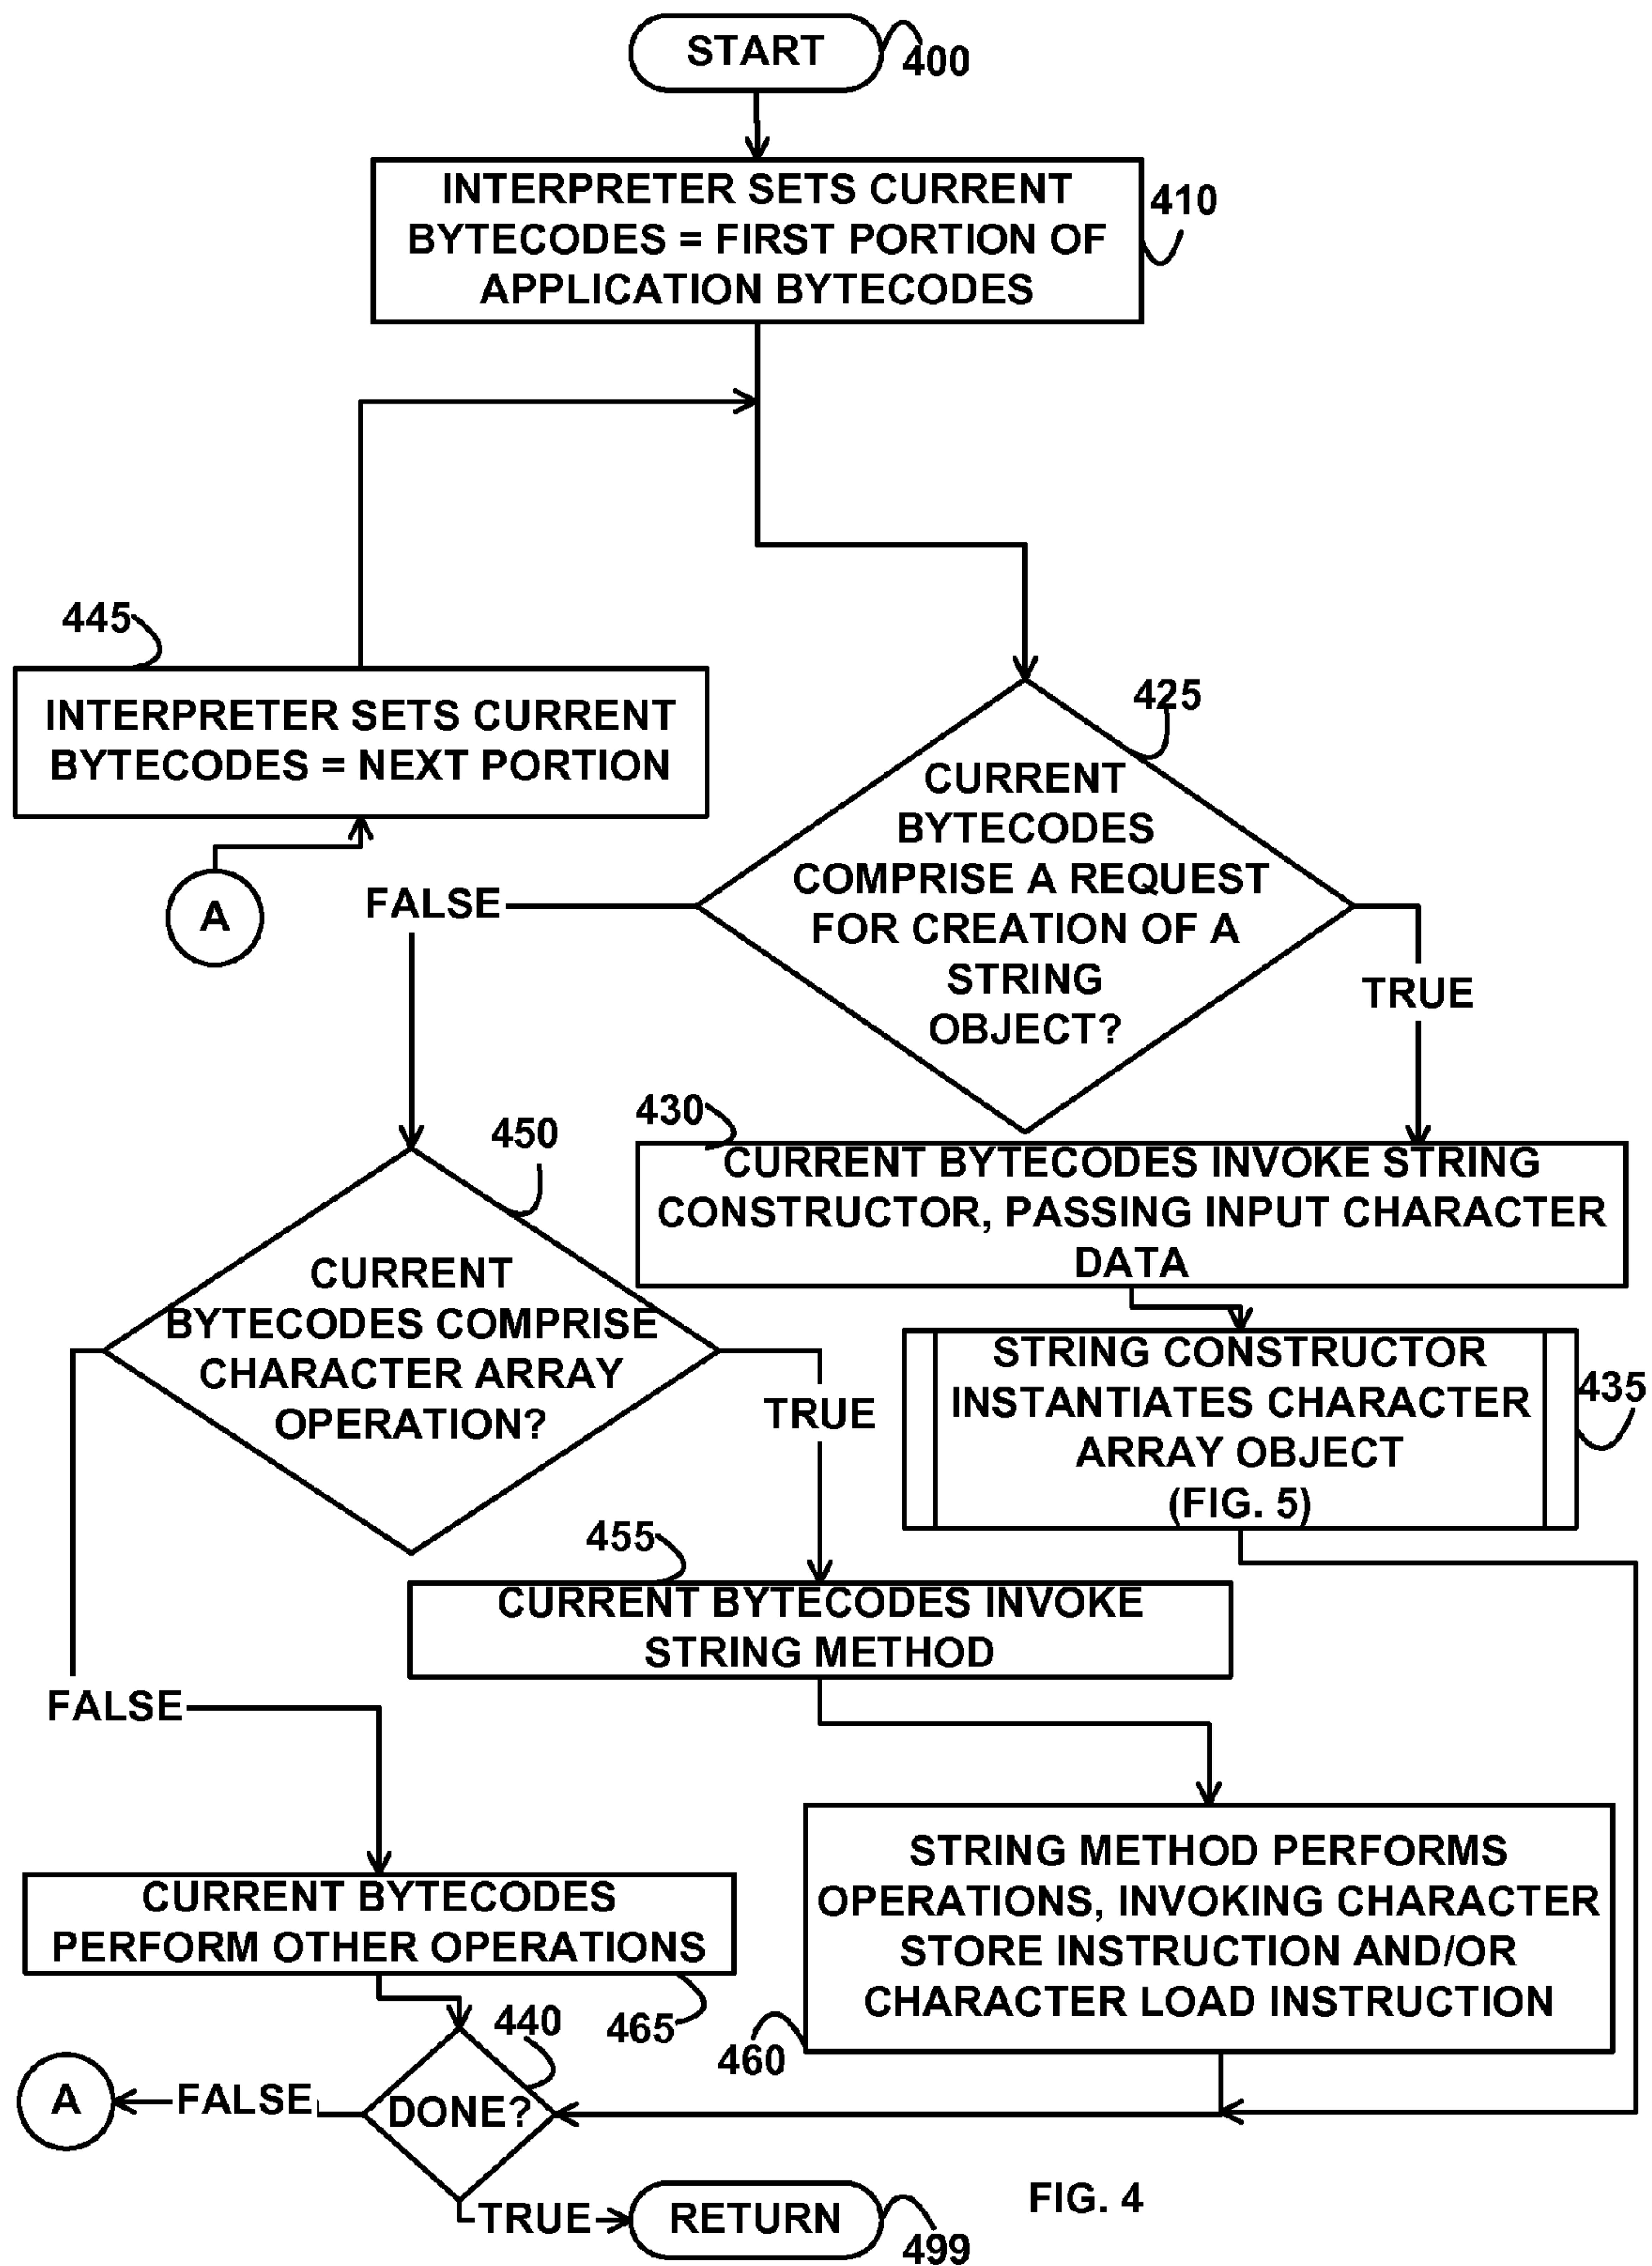 START
400
INTERPRETER SETS CURRENT
BYTECODES = FIRST PORTION OF
APPLICATION BYTECODES
410
445
INTERPRETER SETS CURRENT
BYTECODES = NEXT PORTION
A
425
CURRENT
BYTECODES
COMPRISE A REQUEST
FOR CREATION OF A
STRING
OBJECT?
FALSE
TRUE
430
CURRENT BYTECODES INVOKE STRING
CONSTRUCTOR, PASSING INPUT CHARACTER
DATA
450
CURRENT
BYTECODES COMPRISE
CHARACTER ARRAY
OPERATION?
TRUE
STRING CONSTRUCTOR
INSTANTIATES CHARACTER
ARRAY OBJECT
(FIG. 5)
435
455
CURRENT BYTECODES INVOKE
STRING METHOD
FALSE
STRING METHOD PERFORMS
OPERATIONS, INVOKING CHARACTER
STORE INSTRUCTION AND/OR
CHARACTER LOAD INSTRUCTION
460
CURRENT BYTECODES
PERFORM OTHER OPERATIONS
465
440
DONE?
FALSE
A
TRUE
RETURN
499
FIG. 4